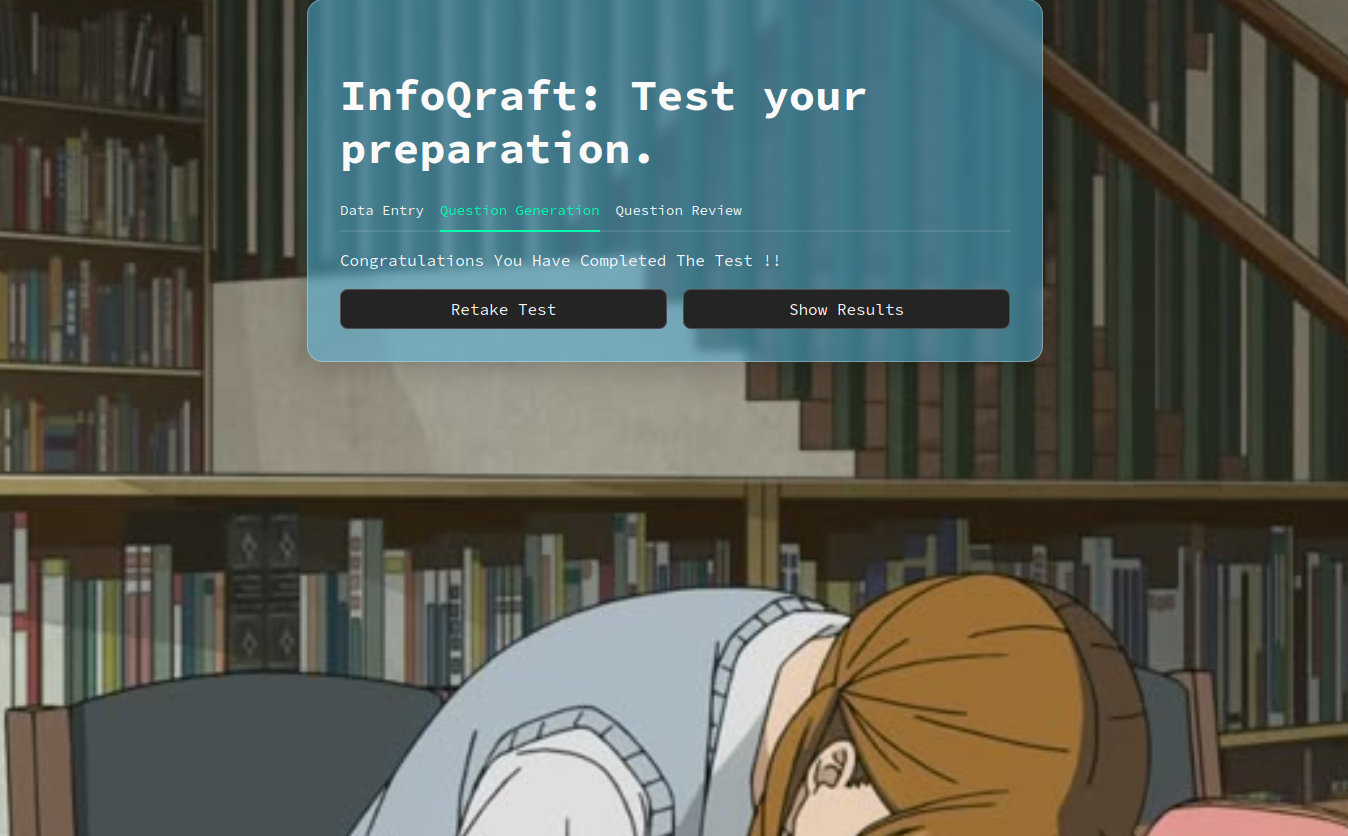 InfoQraft: Test your
preparation.
Data Entry Question Generation Question Review
Congratulations You Have Completed The Test !!
Retake Test Show Results